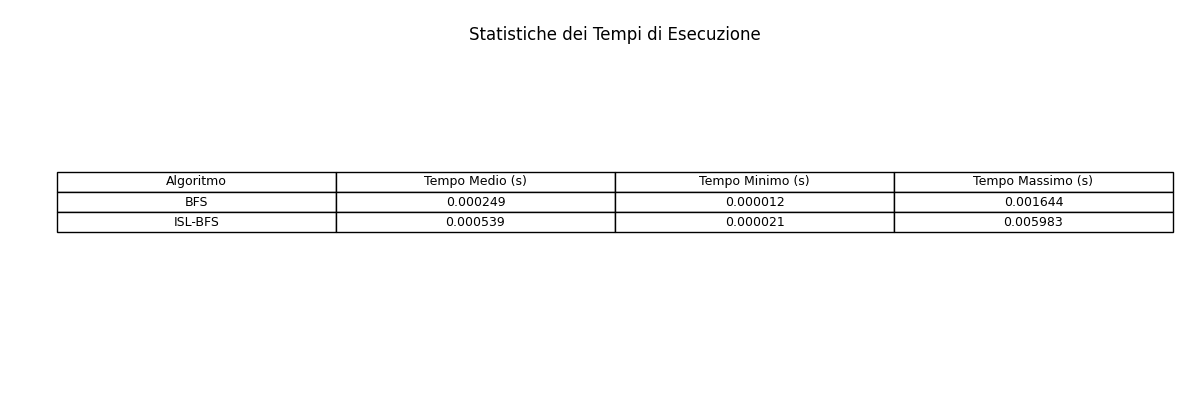 Statistiche dei Tempi di Esecuzione
Algoritmo Tempo Medio (s) Tempo Minimo (s) Tempo Massimo (s)
BFS 0.000249 0.000012 0.001644
ISL-BFS 0.000539 0.000021 0.005983